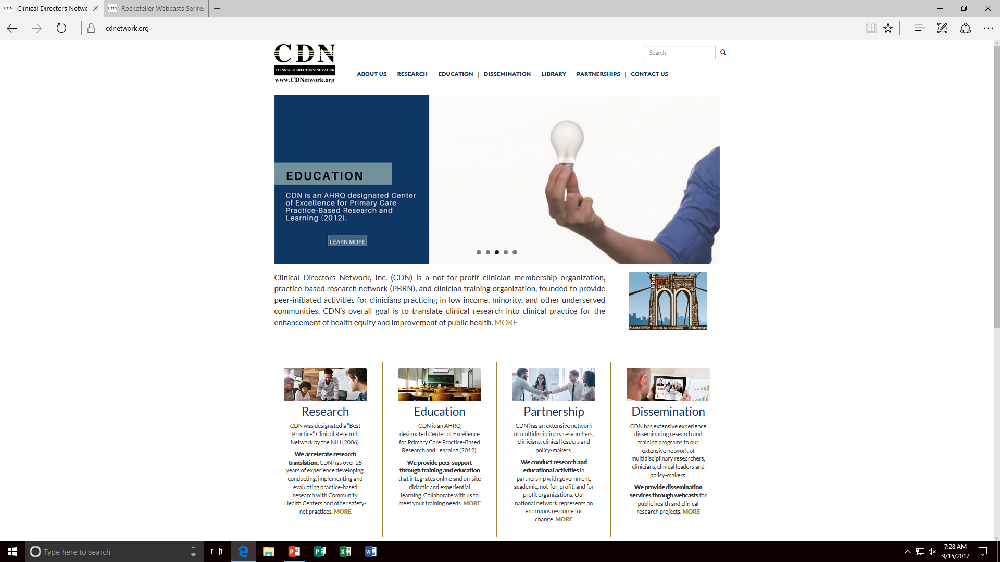 Clinical Directors Netwc
Rockefeller Webcasts Serire
cdnetwork.org
CDN
CLINICAL•DIRECTORS•NETWORK
www.CDNetwork.org
Search
ABOUT US | RESEARCH | EDUCATION | DISSEMINATION | LIBRARY | PARTNERSHIPS | CONTACT US
EDUCATION
CDN is an AHRQ designated Center
of Excellence for Primary Care
Practice-Based Research and
Learning (2012).
LEARN MORE
Clinical Directors Network, Inc. (CDN) is a not-for-profit clinician membership organization,
practice-based research network (PBRN), and clinician training organization, founded to provide
peer-initiated activities for clinicians practicing in low income, minority, and other underserved
communities. CDN’s overall goal is to translate clinical research into clinical practice for the
enhancement of health equity and improvement of public health. MORE
Urban
CME
Education
HIT
HIV
Academic
Cultivate
Accessibility
Bench-to-Bedroom
Eldercare
Research
CDN was designated a “Best
Practice” Clinical Research
Network by the NIH (2006).
We accelerate research
translation. CDN has over 25
years of experience developing,
conducting, implementing and
evaluating practice-based
research with Community
Health Centers and other safety-
net practices. MORE
Education
CDN is an AHRQ
designated Center of Excellence
for Primary Care Practice-Based
Research and Learning (2012).
We provide peer support
through training and education
that integrates online and on-site
didactic and experiential
learning. Collaborate with us to
meet your training needs. MORE
Partnership
CDN has an extensive network
of multidisciplinary researchers,
clinicians, clinical leaders and
policy-makers.
We conduct research and
educational activities in
partnership with government,
academic, not-for-profit, and for
profit organizations. Our
national network represents an
enormous resource for
change. MORE
Dissemination
CDN has extensive experience
disseminating research and
training programs to our
extensive network of
multidisciplinary researchers,
clinicians, clinical leaders and
policy-makers.
We provide dissemination
services through webcasts for
public health and clinical
research projects. MORE
Type here to search
7:28 AM
9/15/2017